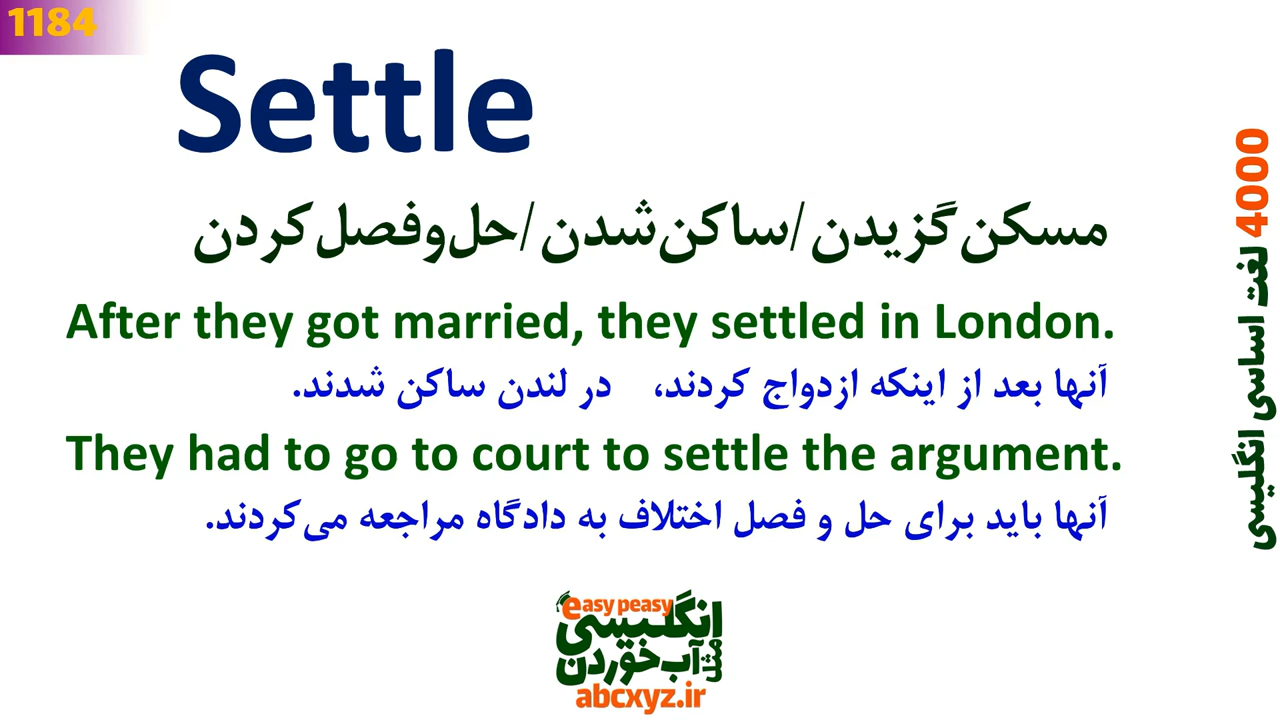 1184
Settle
مسکن‌گزیدن/ساکن‌شدن/حل‌وفصل‌کردن
After they got married, they settled in London.
آنها بعد از اینکه ازدواج کردند، در لندن ساکن شدند.
They had to go to court to settle the argument.
آنها باید برای حل و فصل اختلاف به دادگاه مراجعه می‌کردند.
4000 لغت اساسی انگلیسی
easy peasy
انگلیسی
مثل آب‌خوردن
abcxyz.ir